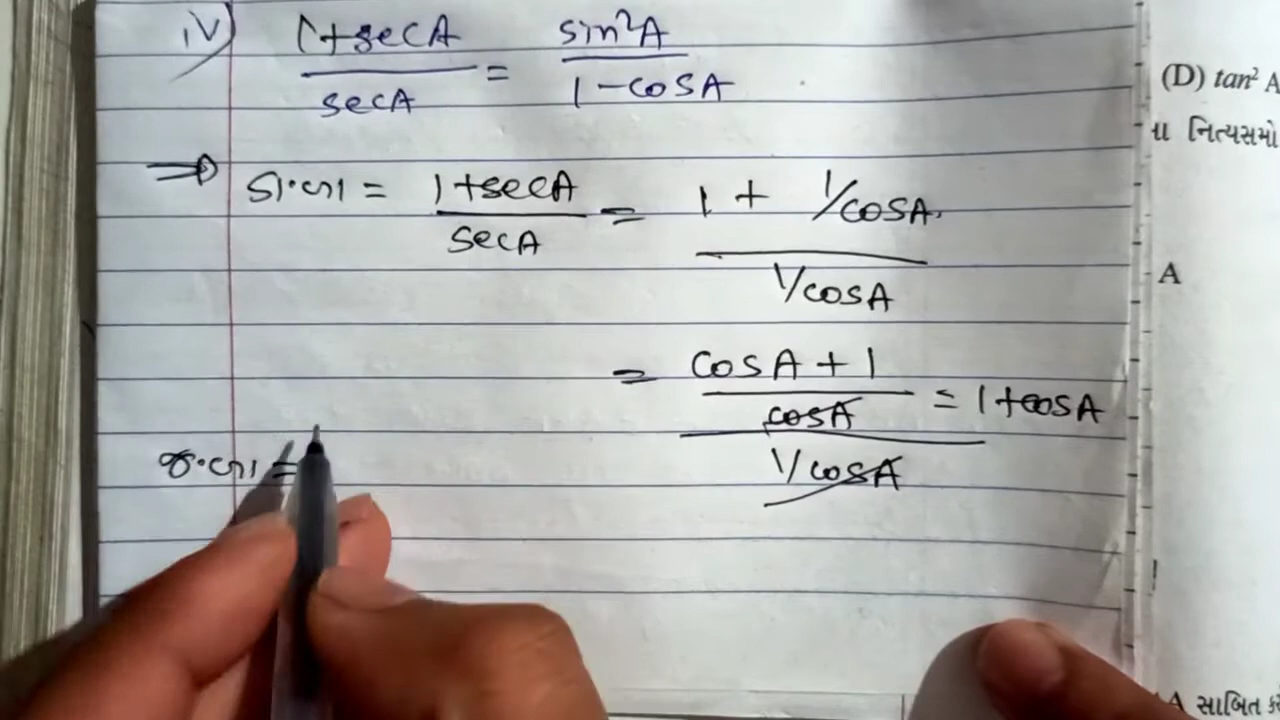 iv) 1+secA / secA = sin²A / 1-cosA
⇒ ડા.બા = 1+secA / secA = 1 + 1/cosA / 1/cosA
= cosA + 1 / cosA / 1/cosA = 1+cosA
જ.બા =
(D) tan² A
નિત્યસમો
A
A સાબિત